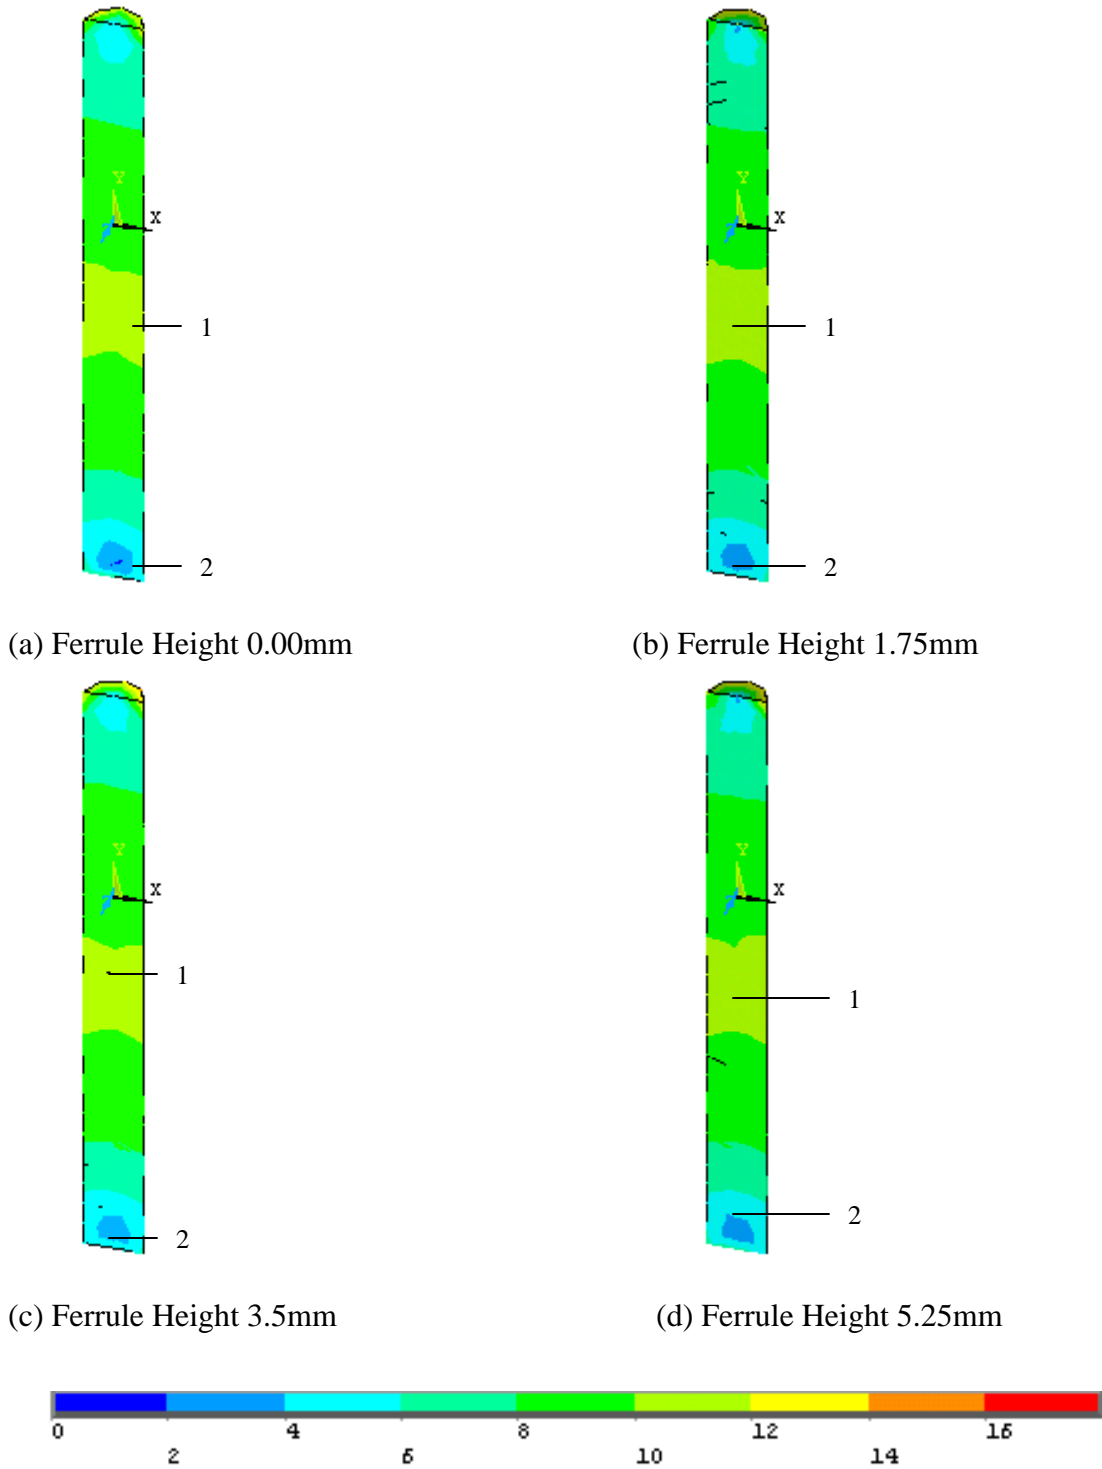 Y
X
1
2
(a) Ferrule Height 0.00mm
Y
X
1
2
(b) Ferrule Height 1.75mm
Y
X
1
2
(c) Ferrule Height 3.5mm
Y
X
1
2
(d) Ferrule Height 5.25mm
0 4 8 12 16
2 6 10 14